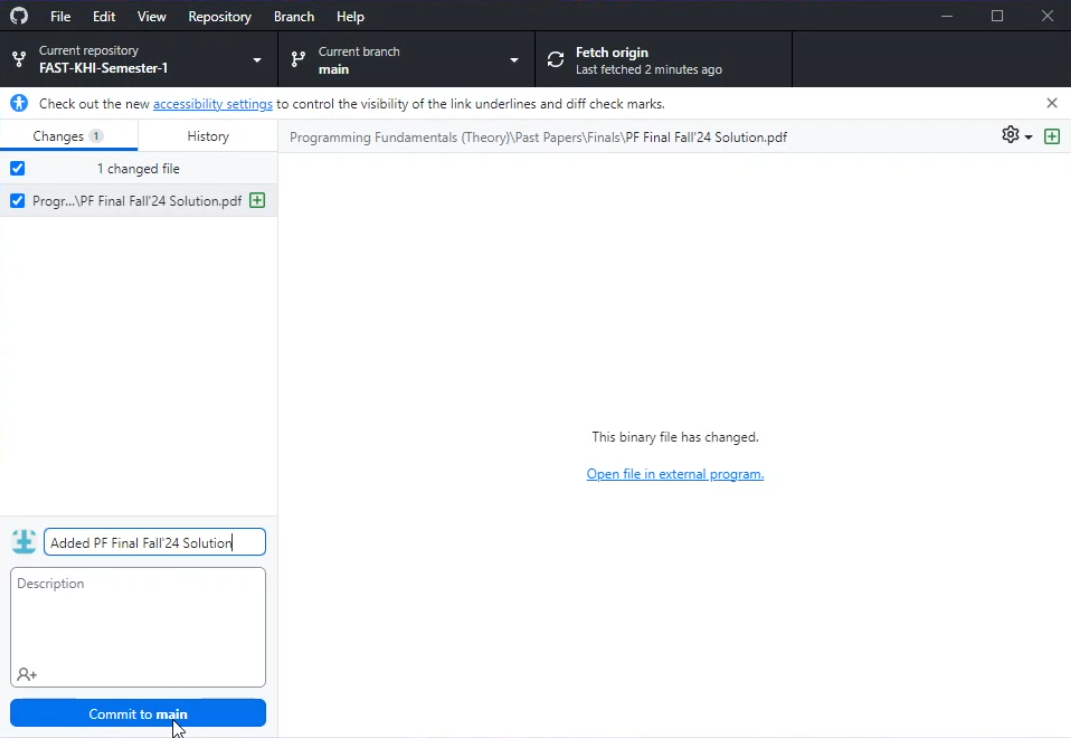 File Edit View Repository Branch Help
Current repository
FAST-KHI-Semester-1
Current branch
main
Fetch origin
Last fetched 2 minutes ago
Check out the new accessibility settings to control the visibility of the link underlines and diff check marks.
Changes 1
History
Programming Fundamentals (Theory)\Past Papers\Finals\PF Final Fall'24 Solution.pdf
1 changed file
Progr...\PF Final Fall'24 Solution.pdf
This binary file has changed.
Open file in external program.
Added PF Final Fall'24 Solution
Description
Commit to main